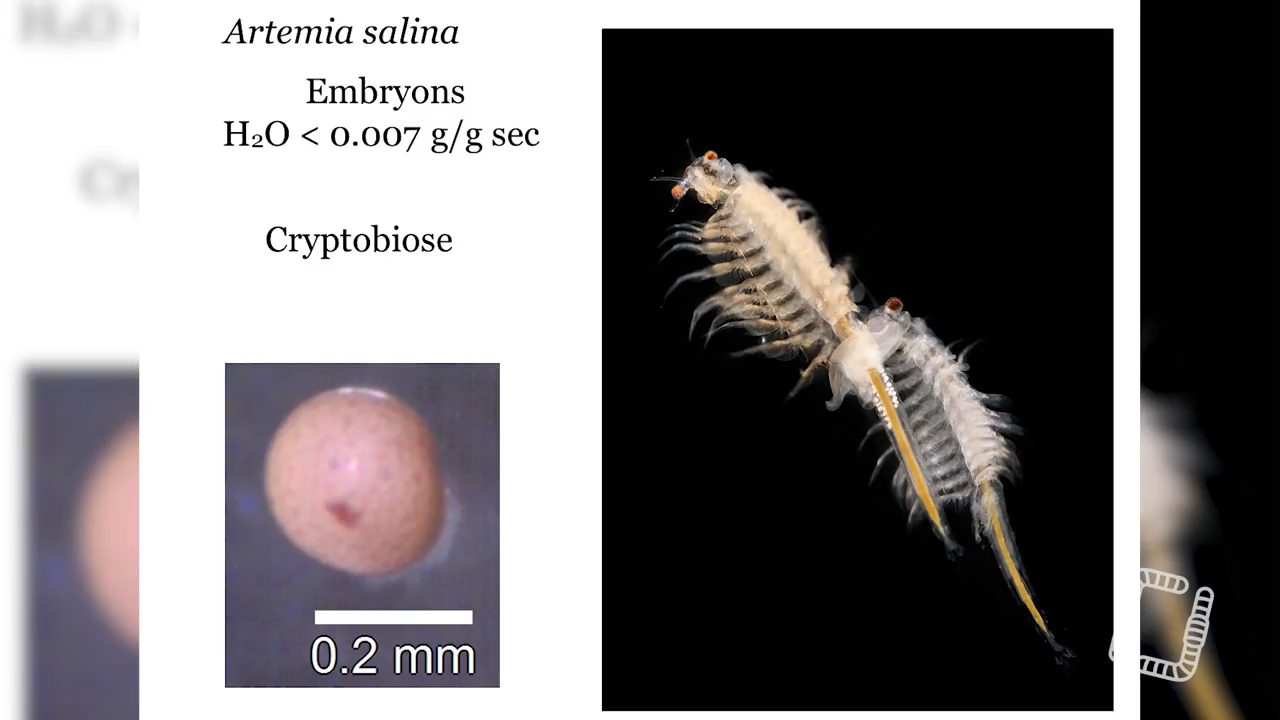 Artemia salina
Embryons
H₂O < 0.007 g/g sec
Cryptobiose
0.2 mm